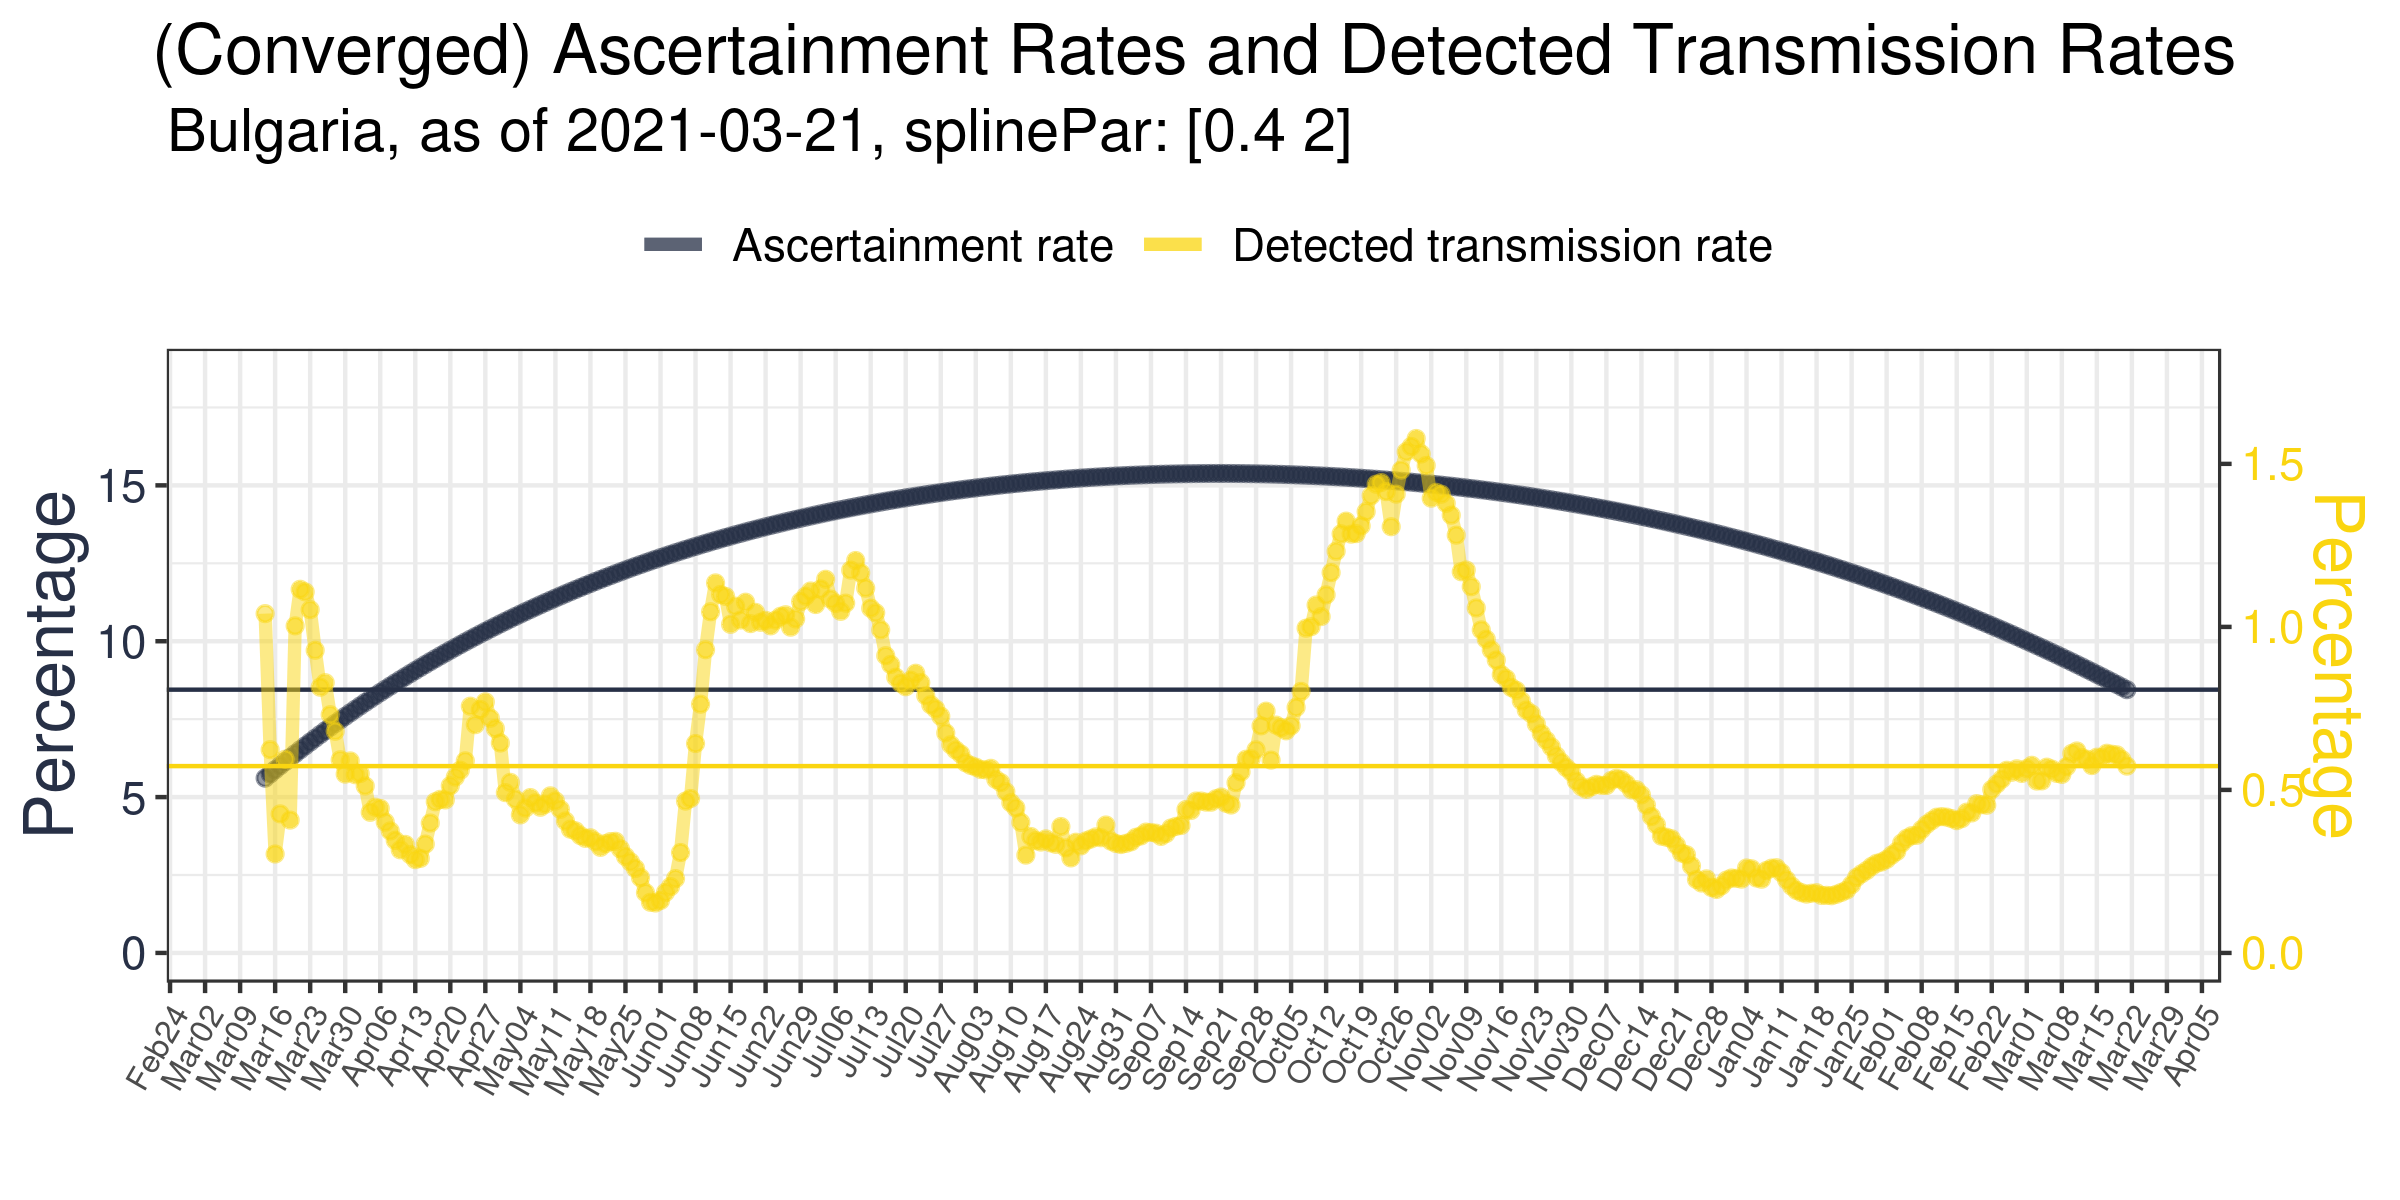 (Converged) Ascertainment Rates and Detected Transmission Rates
Bulgaria, as of 2021-03-21, splinePar: [0.4 2]
Ascertainment rate
Detected transmission rate
Percentage
15
10
5
0
1.5
1.0
0.5
0.0
Percentage
Feb24
Mar02
Mar09
Mar16
Mar23
Mar30
Apr06
Apr13
Apr20
Apr27
May04
May11
May18
May25
Jun01
Jun08
Jun15
Jun22
Jun29
Jul06
Jul13
Jul20
Jul27
Aug03
Aug10
Aug17
Aug24
Aug31
Sep07
Sep14
Sep21
Sep28
Oct05
Oct12
Oct19
Oct26
Nov02
Nov09
Nov16
Nov23
Nov30
Dec07
Dec14
Dec21
Dec28
Jan04
Jan11
Jan18
Jan25
Feb01
Feb08
Feb15
Feb22
Mar01
Mar08
Mar15
Mar22
Mar29
Apr05